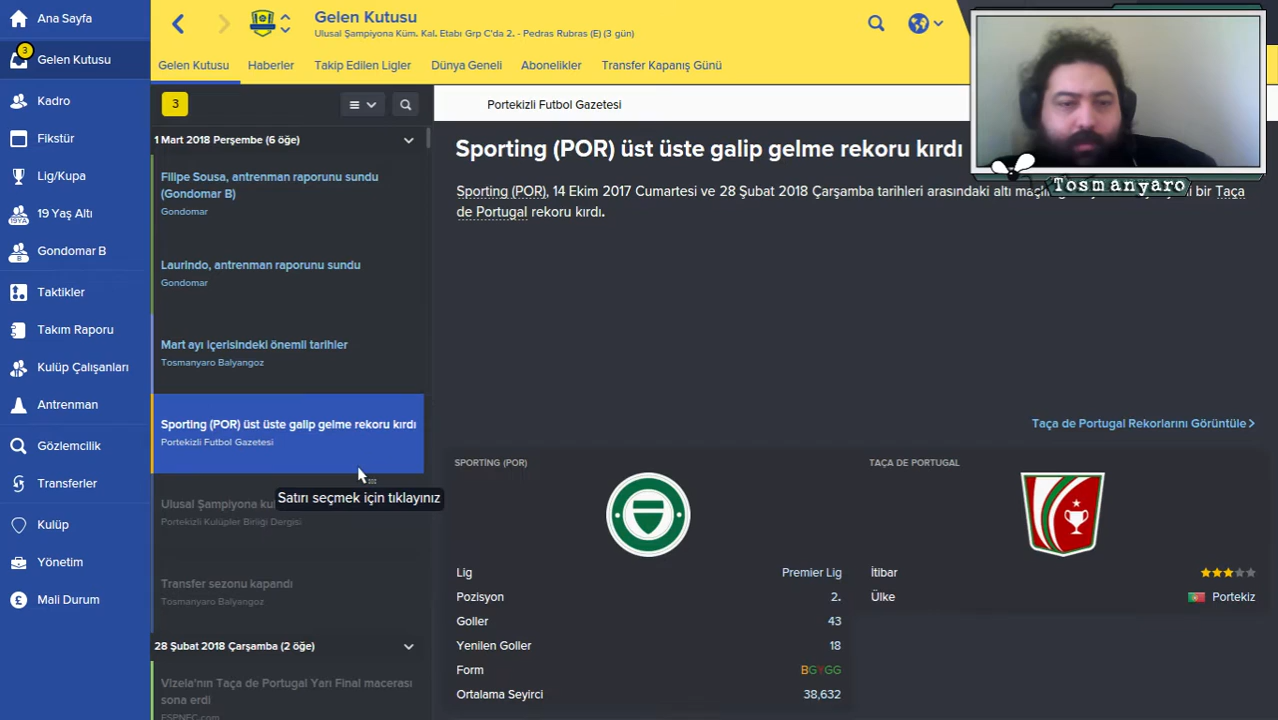 Ana Sayfa
3
Gelen Kutusu
Kadro
Fikstür
Lig/Kupa
19 Yaş Altı
Gondomar B
Taktikler
Takım Raporu
Kulüp Çalışanları
Antrenman
Gözlemcilik
Transferler
Kulüp
Yönetim
Mali Durum
Gelen Kutusu
Ulusal Şampiyona Küm. Kal. Etabı Grp C'da 2. - Pedras Rubras (E) (3 gün)
Gelen Kutusu Haberler Takip Edilen Ligler Dünya Geneli Abonelikler Transfer Kapanış Günü
3
1 Mart 2018 Perşembe (6 öğe)
Filipe Sousa, antrenman raporunu sundu
(Gondomar B)
Gondomar
Laurindo, antrenman raporunu sundu
Gondomar
Mart ayı içerisindeki önemli tarihler
Tosmanyaro Balyangoz
Sporting (POR) üst üste galip gelme rekoru kırdı
Portekizli Futbol Gazetesi
Satırı seçmek için tıklayınız
Ulusal Şampiyona
Portekizli Kulüpler Birliği Dergisi
Transfer sezonu kapandı
Tosmanyaro Balyangoz
28 Şubat 2018 Çarşamba (2 öğe)
Vizela'nın Taça de Portugal Yarı Final macerası
sona erdi
ESPNFC.com
Portekizli Futbol Gazetesi
Sporting (POR) üst üste galip gelme rekoru kırdı
Sporting (POR), 14 Ekim 2017 Cumartesi ve 28 Şubat 2018 Çarşamba tarihleri arasındaki altı bir Taça
de Portugal rekoru kırdı.
Tosmanyaro
Taça de Portugal Rekorlarını Görüntüle
SPORTİNG (POR)
Lig Premier Lig
Pozisyon 2.
Goller 43
Yenilen Goller 18
Form BGYGG
Ortalama Seyirci 38,632
TAÇA DE PORTUGAL
İtibar
Ülke Portekiz